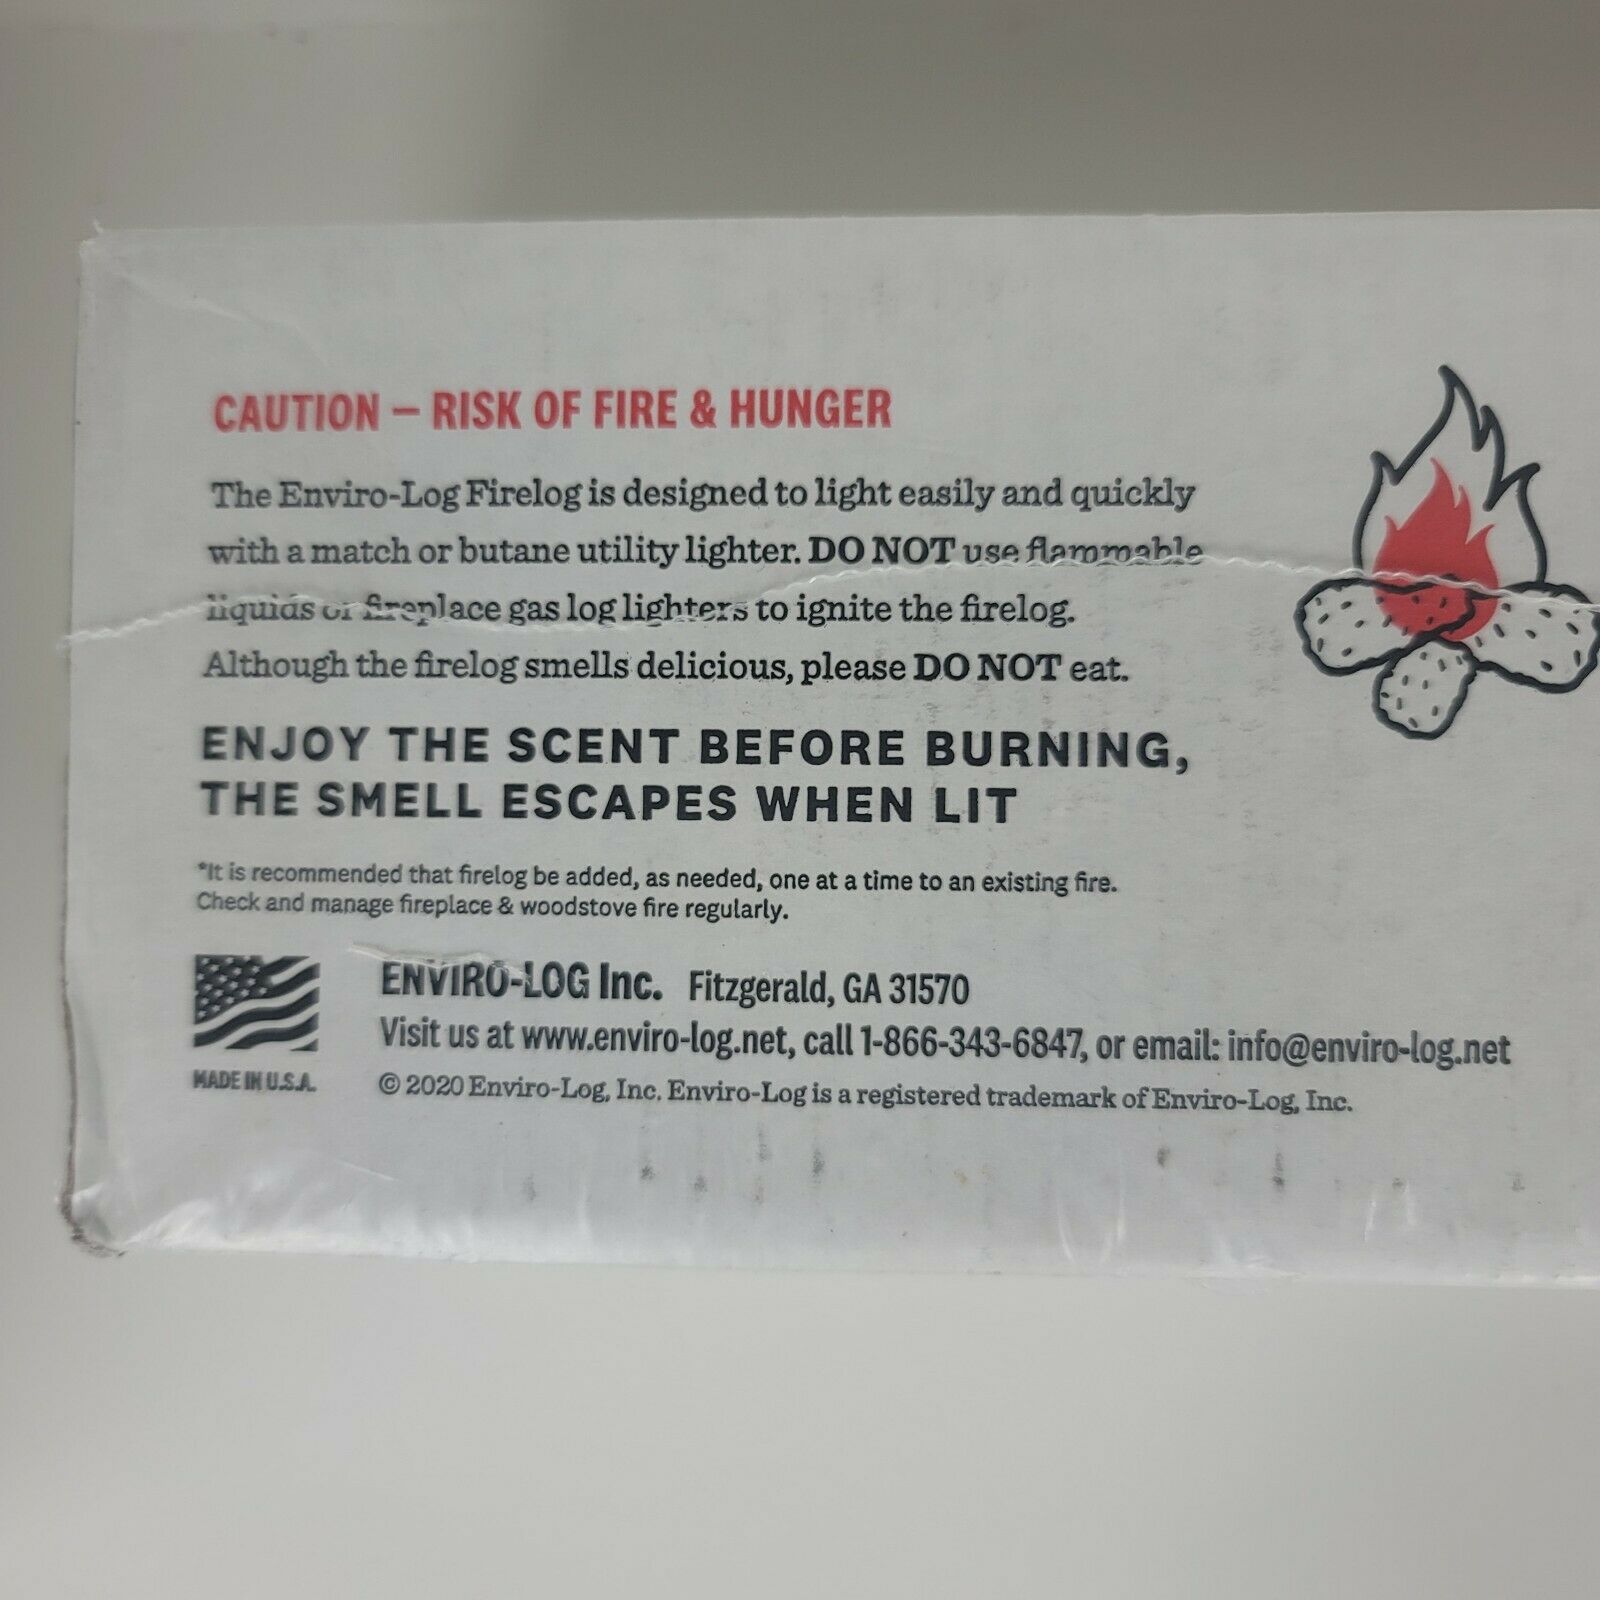 CAUTION – RISK OF FIRE & HUNGER
The Enviro-Log Firelog is designed to light easily and quickly
with a match or butane utility lighter. DO NOT use flammable
liquids or fireplace gas log lighters to ignite the firelog.
Although the firelog smells delicious, please DO NOT eat.
ENJOY THE SCENT BEFORE BURNING,
THE SMELL ESCAPES WHEN LIT
*It is recommended that firelog be added, as needed, one at a time to an existing fire.
Check and manage fireplace & woodstove fire regularly.
ENVIRO-LOG Inc. Fitzgerald, GA 31570
Visit us at www.enviro-log.net, call 1-866-343-6847, or email: info@enviro-log.net
MADE IN U.S.A.
© 2020 Enviro-Log, Inc. Enviro-Log is a registered trademark of Enviro-Log, Inc.